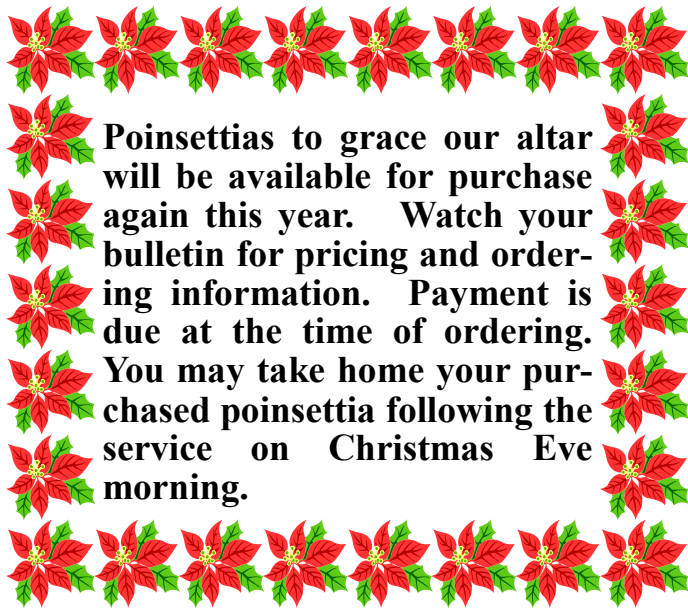 Poinsettias to grace our altar
will be available for purchase
again this year.  Watch your
bulletin for pricing and order-
ing information.  Payment is
due at the time of ordering.
You may take home your pur-
chased poinsettia following the
service on Christmas Eve
morning.